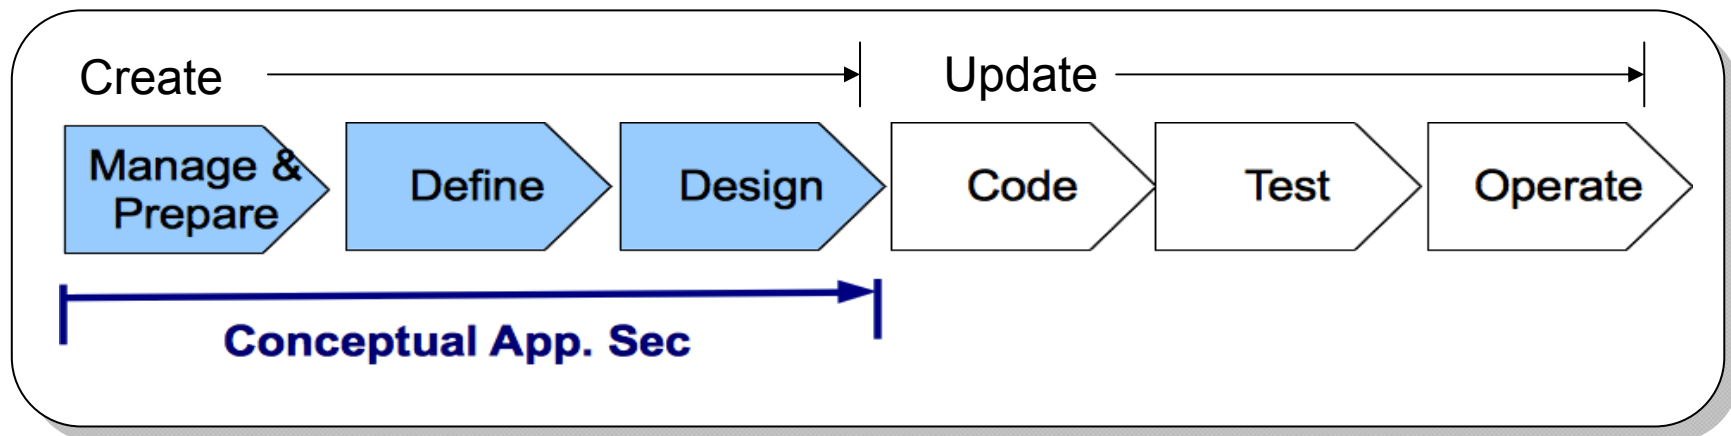 Create
Update
Manage &
Prepare
Define
Design
Code
Test
Operate
Conceptual App. Sec